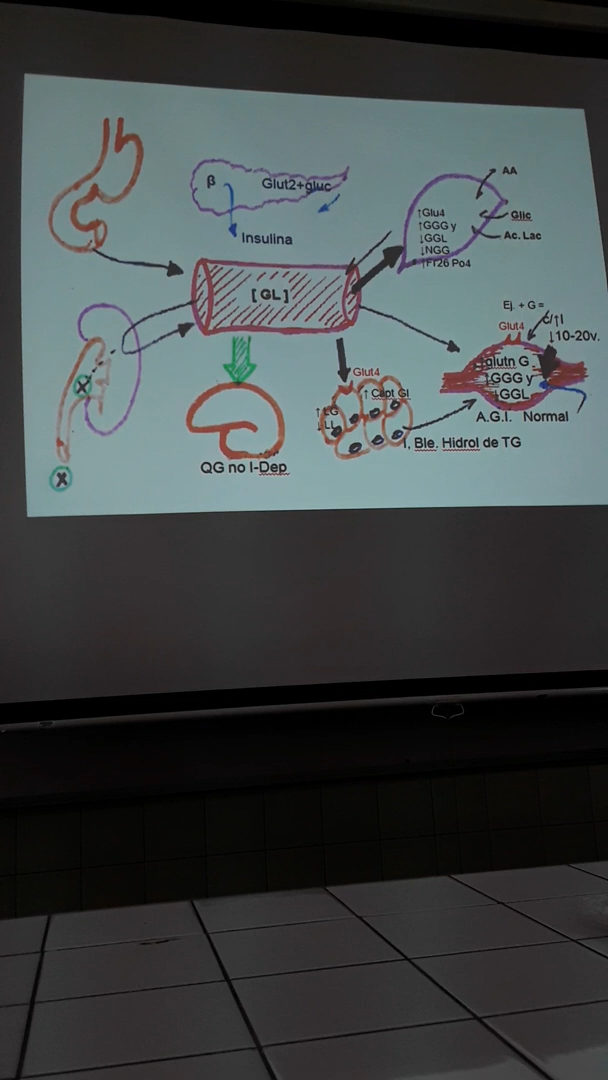 β
Glut2+gluc
Insulina
[ GL ]
AA
Glic
Ac. Lac
↑Glu4
↑GGG y
↓GGL
↓NGG
↑Fr26 Po4
Ej. + G =
c/↑I
↓10-20v.
Glut4
glutn G
↑GGG y
↓GGL
A.G.I. Normal
Glut4
↑ Capt Gl
↑ LG
↓ LL
I, Ble. Hidrol de TG
QG no I-Dep
X
X